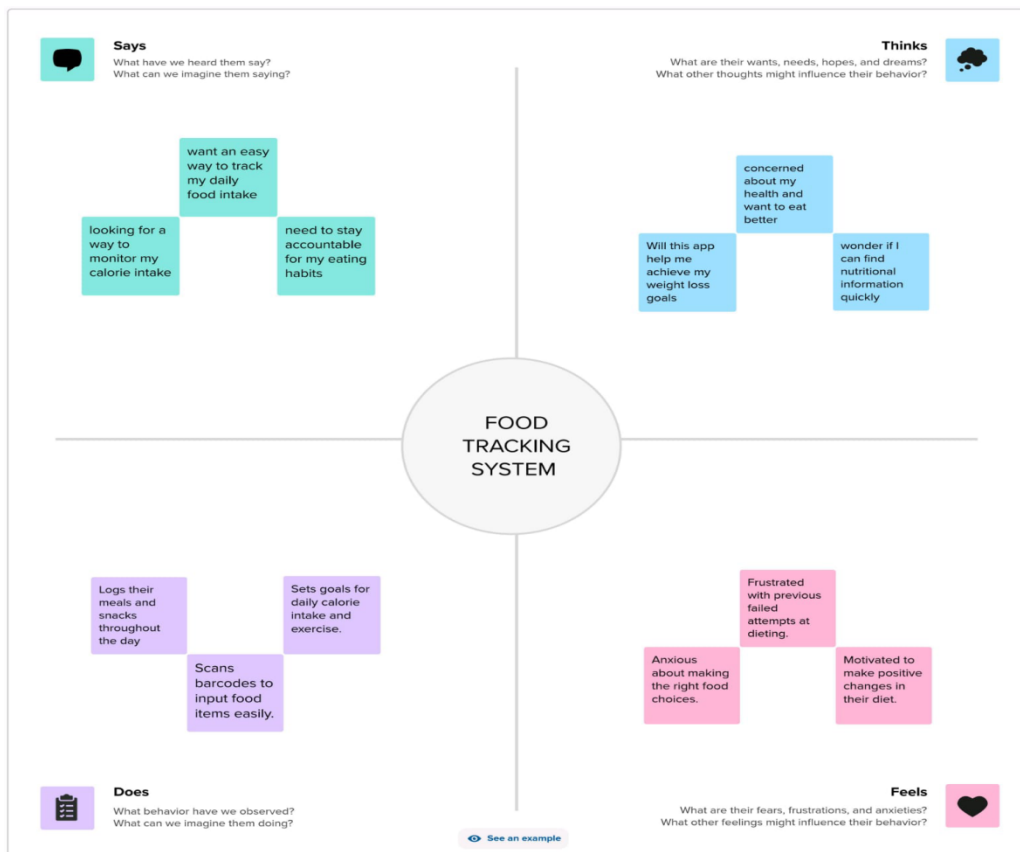 Says
What have we heard them say?
What can we imagine them saying?
Thinks
What are their wants, needs, hopes, and dreams?
What other thoughts might influence their behavior?
want an easy
way to track
my daily
food intake
looking for a
way to
monitor my
calorie intake
need to stay
accountable
for my eating
habits
concerned
about my
health and
want to eat
better
Will this app
help me
achieve my
weight loss
goals
wonder if I
can find
nutritional
information
quickly
FOOD
TRACKING
SYSTEM
Logs their
meals and
snacks
throughout
the day
Scans
barcodes to
input food
items easily.
Sets goals for
daily calorie
intake and
exercise.
Frustrated
with previous
failed
attempts at
dieting.
Anxious
about making
the right food
choices.
Motivated to
make positive
changes in
their diet.
Does
What behavior have we observed?
What can we imagine them doing?
Feels
What are their fears, frustrations, and anxieties?
What other feelings might influence their behavior?
See an example